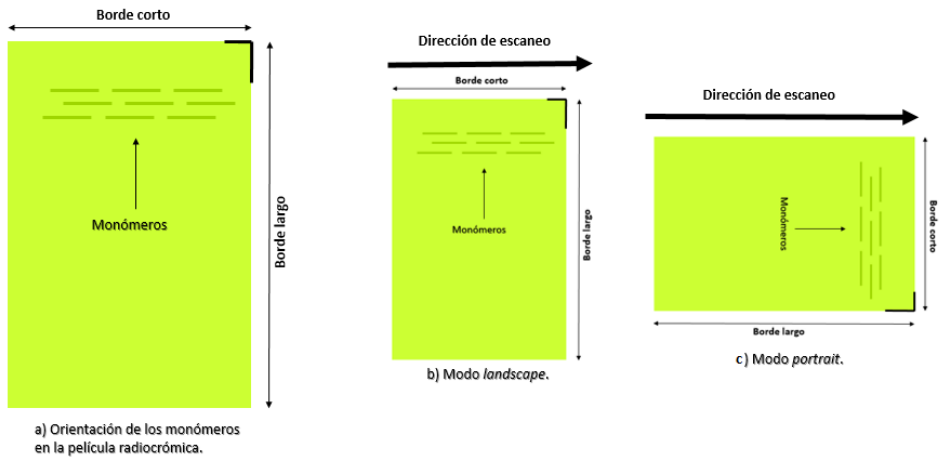 Borde corto
Monómeros
Borde largo
a) Orientación de los monómeros
en la película radiocrómica.
Dirección de escaneo
Borde corto
Monómeros
Borde largo
b) Modo landscape.
Dirección de escaneo
Monómeros
Borde corto
Borde largo
c) Modo portrait.